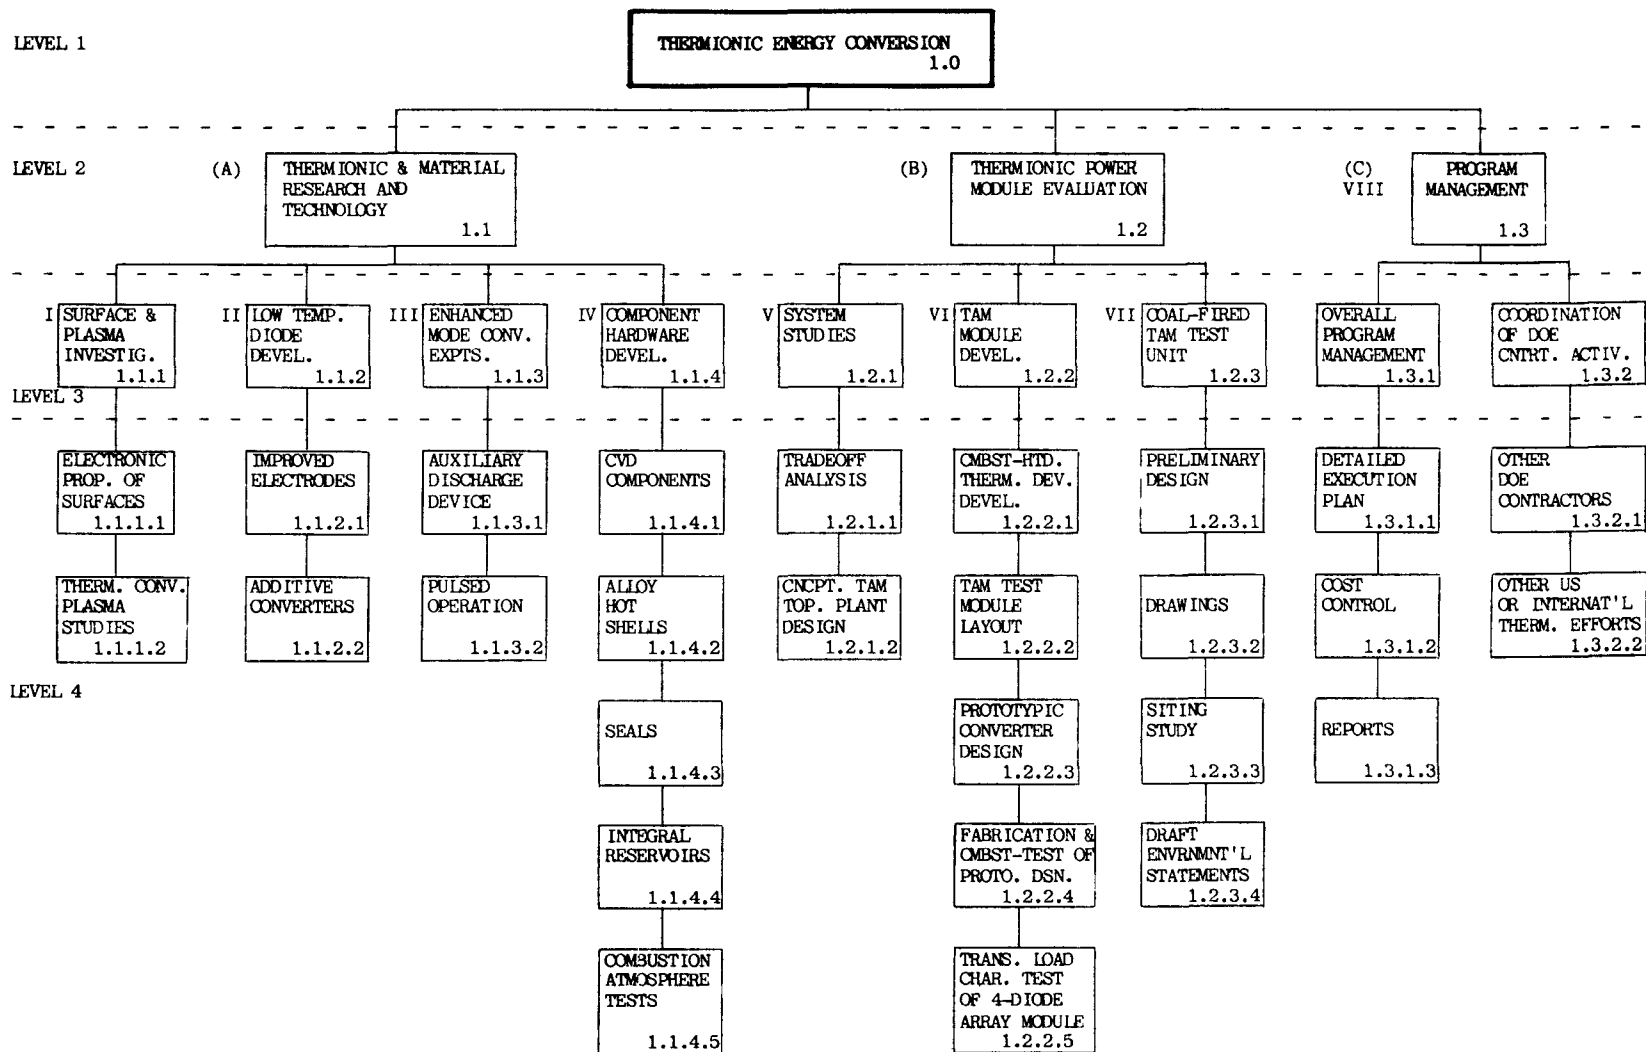 LEVEL 1
THERMIONIC ENERGY CONVERSION
1.0
LEVEL 2
(A)
THERMIONIC & MATERIAL
RESEARCH AND
TECHNOLOGY
1.1
(B)
THERMIONIC POWER
MODULE EVALUATION
1.2
(C)
VIII
PROGRAM
MANAGEMENT
1.3
I
SURFACE &
PLASMA
INVESTIG.
1.1.1
II
LOW TEMP.
DIODE
DEVEL.
1.1.2
III
ENHANCED
MODE CONV.
EXPTS.
1.1.3
IV
COMPONENT
HARDWARE
DEVEL.
1.1.4
V
SYSTEM
STUDIES
1.2.1
VI
TAM
MODULE
DEVEL.
1.2.2
VII
COAL-FIRED
TAM TEST
UNIT
1.2.3
OVERALL
PROGRAM
MANAGEMENT
1.3.1
COORDINATION
OF DOE
CNTRT. ACTIV.
1.3.2
LEVEL 3
ELECTRONIC
PROP. OF
SURFACES
1.1.1.1
IMPROVED
ELECTRODES
1.1.2.1
AUXILIARY
DISCHARGE
DEVICE
1.1.3.1
CVD
COMPONENTS
1.1.4.1
TRADEOFF
ANALYSIS
1.2.1.1
CMBST-HTD.
THERM. DEV.
DEVEL.
1.2.2.1
PRELIMINARY
DESIGN
1.2.3.1
DETAILED
EXECUTION
PLAN
1.3.1.1
OTHER
DOE
CONTRACTORS
1.3.2.1
THERM. CONV.
PLASMA
STUDIES
1.1.1.2
ADDITIVE
CONVERTERS
1.1.2.2
PULSED
OPERATION
1.1.3.2
ALLOY
HOT
SHELLS
1.1.4.2
CNCPT. TAM
TOP. PLANT
DESIGN
1.2.1.2
TAM TEST
MODULE
LAYOUT
1.2.2.2
DRAWINGS
1.2.3.2
COST
CONTROL
1.3.1.2
OTHER US
OR INTERNAT'L
THERM. EFFORTS
1.3.2.2
LEVEL 4
SEALS
1.1.4.3
PROTOTYPIC
CONVERTER
DESIGN
1.2.2.3
SITING
STUDY
1.2.3.3
REPORTS
1.3.1.3
INTEGRAL
RESERVOIRS
1.1.4.4
FABRICATION &
CMBST-TEST OF
PROTO. DSN.
1.2.2.4
DRAFT
ENVRNMNT'L
STATEMENTS
1.2.3.4
COMBUSTION
ATMOSPHERE
TESTS
1.1.4.5
TRANS. LOAD
CHAR. TEST
OF 4-DIODE
ARRAY MODULE
1.2.2.5